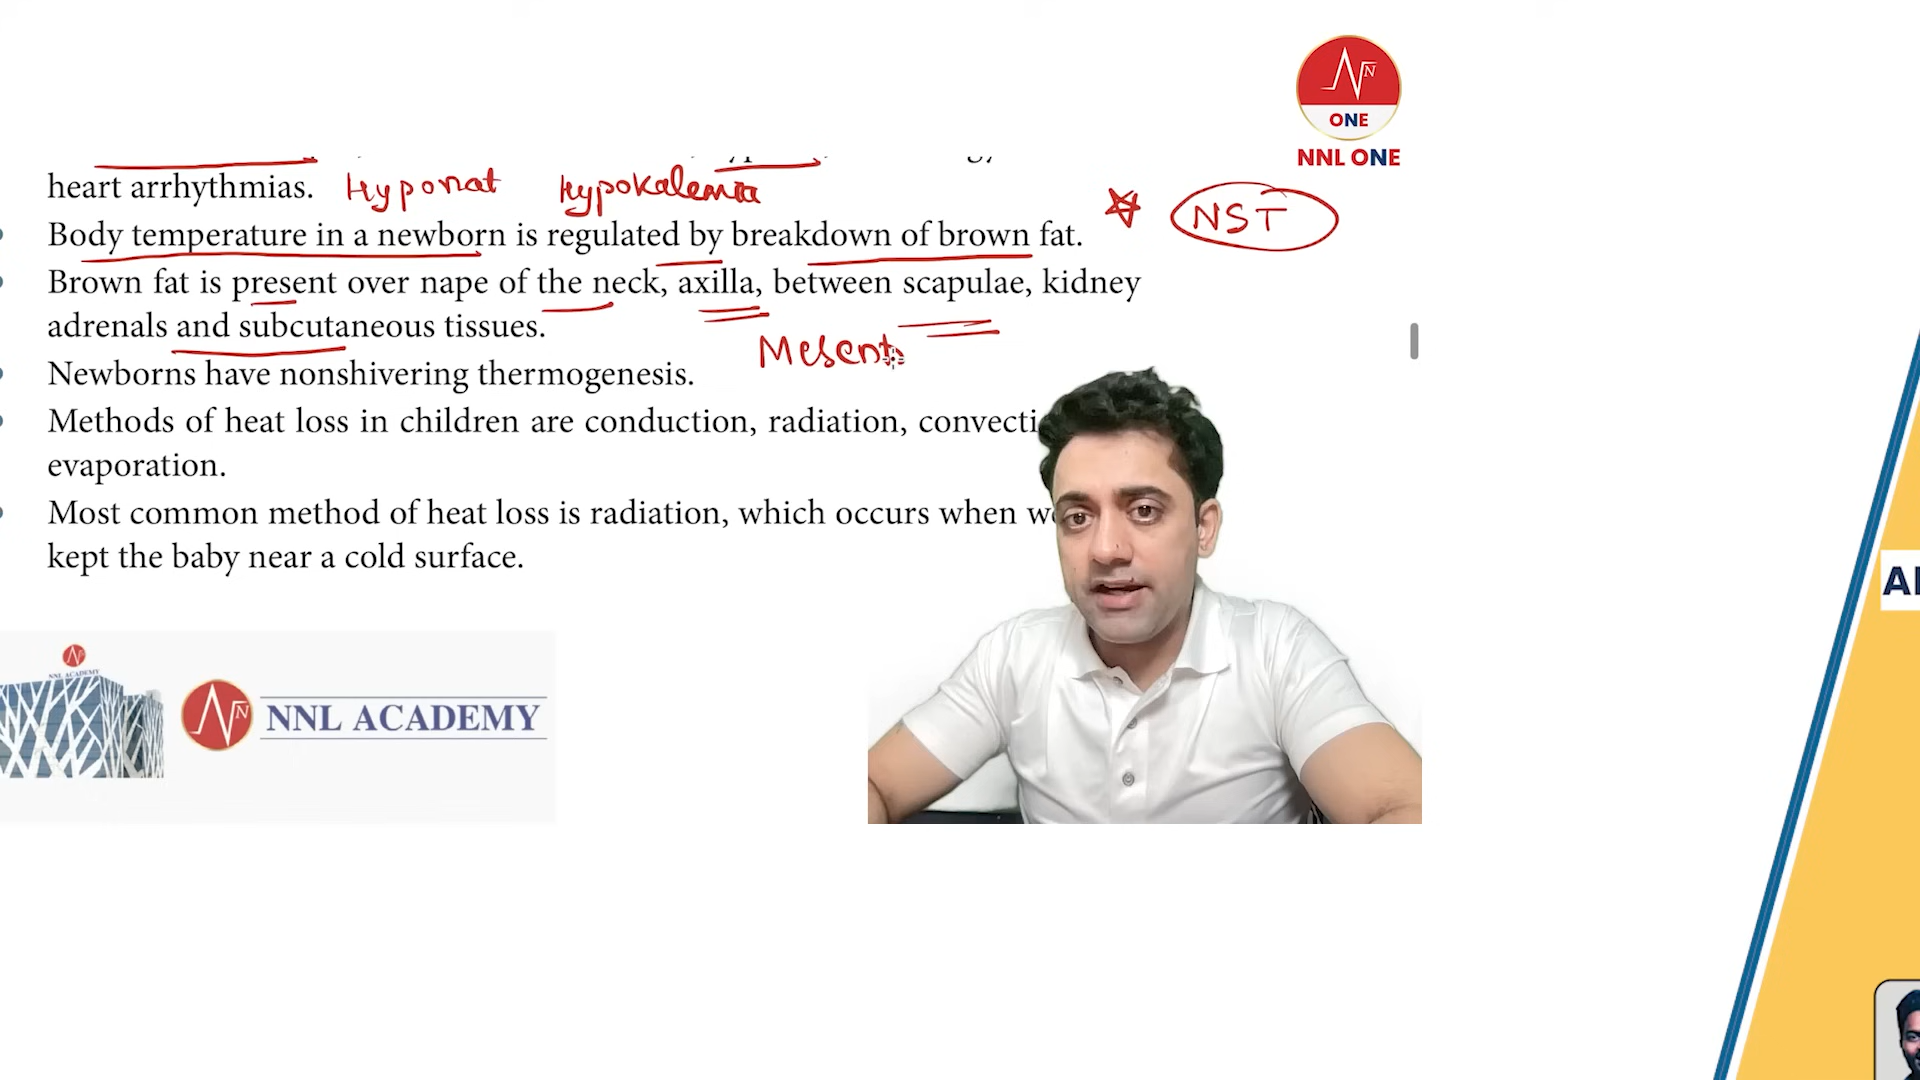 ONE
NNL ONE
heart arrhythmias. Hyponat Hypokalemia
NST
Body temperature in a newborn is regulated by breakdown of brown fat.
Brown fat is present over nape of the neck, axilla, between scapulae, kidney
adrenals and subcutaneous tissues.
Mesent
Newborns have nonshivering thermogenesis.
Methods of heat loss in children are conduction, radiation, convecti
evaporation.
Most common method of heat loss is radiation, which occurs when w
kept the baby near a cold surface.
NNL ACADEMY
NNL ACADEMY